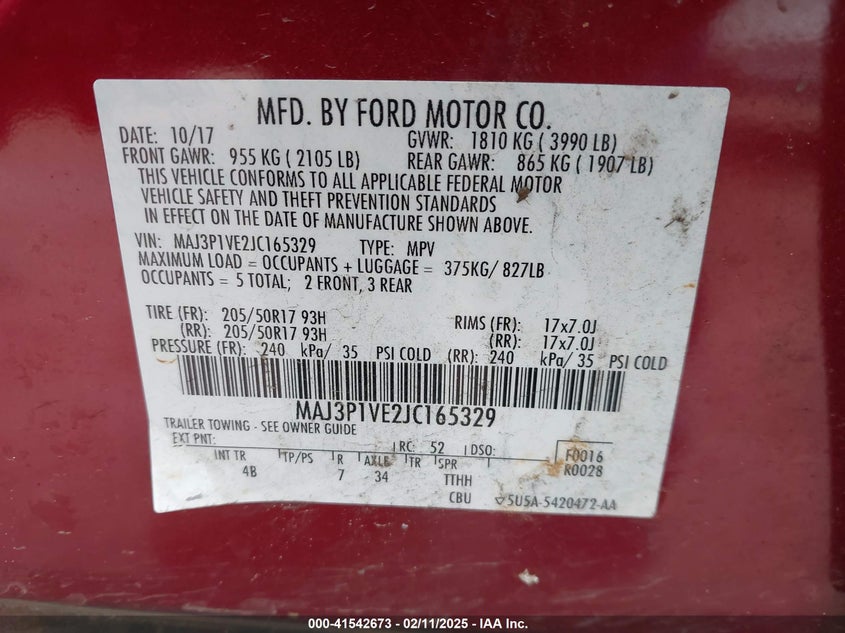 MFD. BY FORD MOTOR CO.
DATE: 10/17 GVWR: 1810 KG ( 3990 LB)
FRONT GAWR: 955 KG ( 2105 LB) REAR GAWR: 865 KG ( 1907 LB)
THIS VEHICLE CONFORMS TO ALL APPLICABLE FEDERAL MOTOR
VEHICLE SAFETY AND THEFT PREVENTION STANDARDS
IN EFFECT ON THE DATE OF MANUFACTURE SHOWN ABOVE.
VIN: MAJ3P1VE2JC165329 TYPE: MPV
MAXIMUM LOAD = OCCUPANTS + LUGGAGE = 375KG/ 827LB
OCCUPANTS = 5 TOTAL; 2 FRONT, 3 REAR
TIRE (FR): 205/50R17 93H RIMS (FR): 17x7.0J
(RR): 205/50R17 93H (RR): 17x7.0J
PRESSURE (FR): 240 kPa/ 35 PSI COLD (RR): 240 kPa/ 35 PSI COLD
MAJ3P1VE2JC165329
TRAILER TOWING - SEE OWNER GUIDE
EXT PNT: RC: 52 DSO: F0016
INT TR TP/PS R AXLE TR SPR R0028
4B 7 34 TTHH
CBU 5U5A-5420472-AA
000-41542673 - 02/11/2025 - IAA Inc.